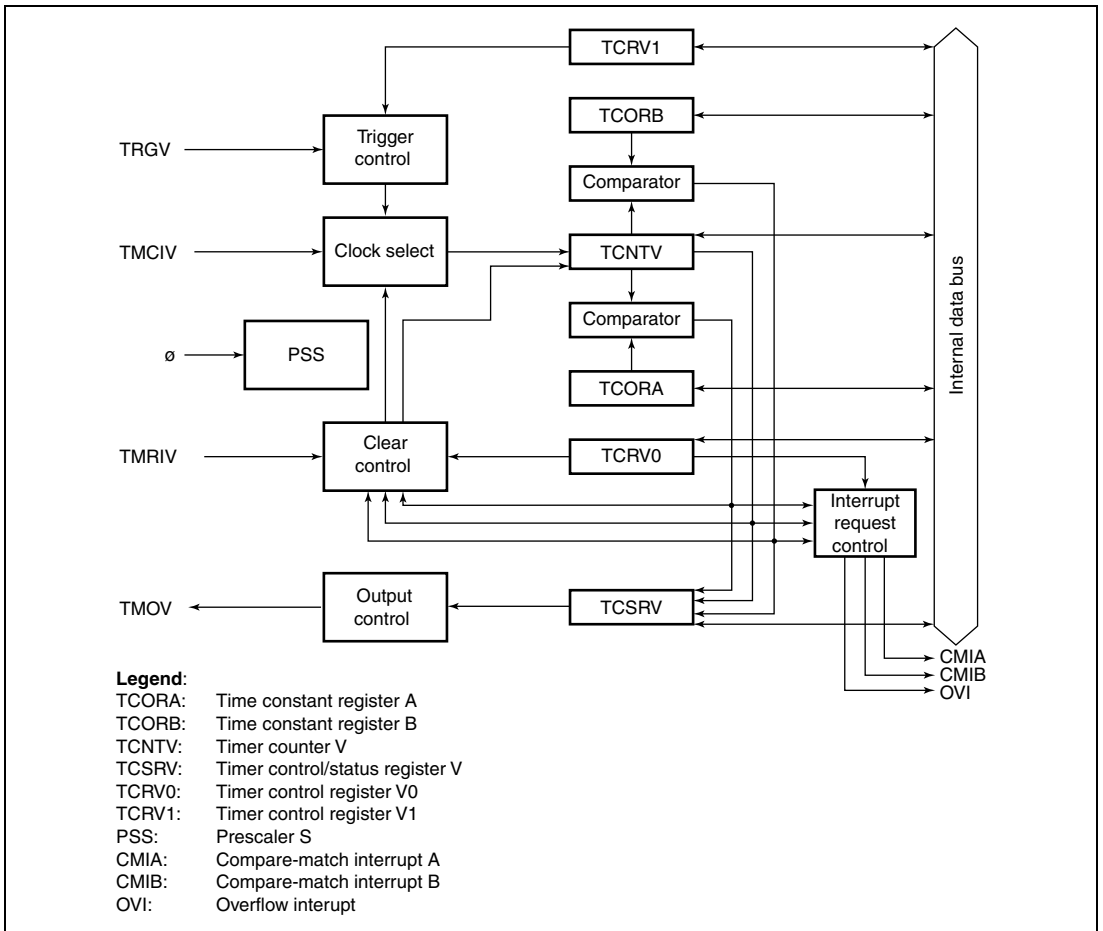 TCRV1
TCORB
TRGV
Trigger
control
Comparator
TMCIV
Clock select
TCNTV
Internal data bus
Comparator
ø
PSS
TCORA
TMRIV
Clear
control
TCRV0
Interrupt
request
control
TMOV
Output
control
TCSRV
CMIA
CMIB
OVI
Legend:
TCORA: Time constant register A
TCORB: Time constant register B
TCNTV: Timer counter V
TCSRV: Timer control/status register V
TCRV0: Timer control register V0
TCRV1: Timer control register V1
PSS: Prescaler S
CMIA: Compare-match interrupt A
CMIB: Compare-match interrupt B
OVI: Overflow interupt